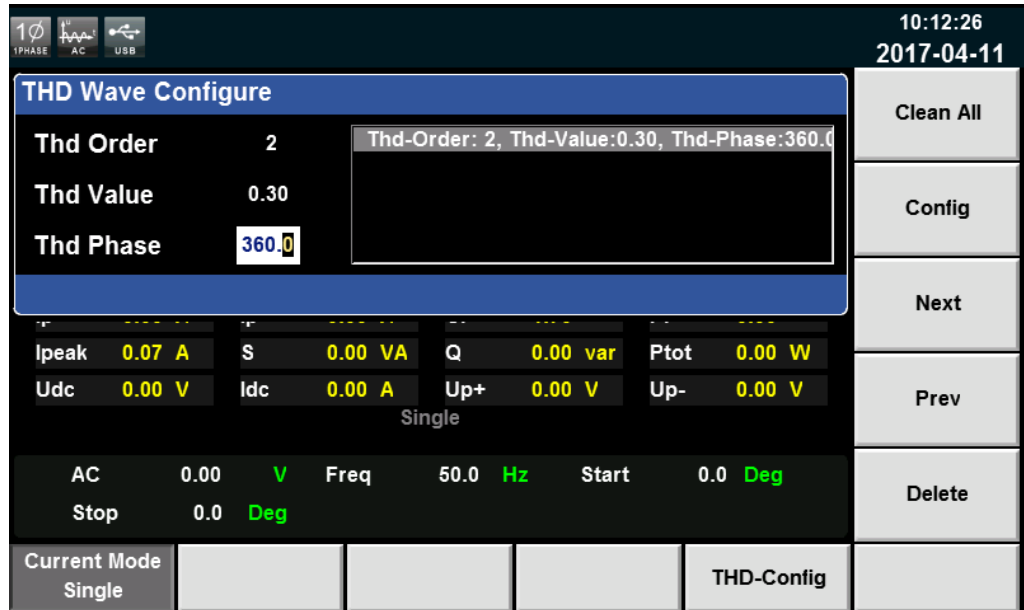 1Ø
1PHASE
u
t
AC
USB
10:12:26
2017-04-11
THD Wave Configure
Thd Order 2
Thd Value 0.30
Thd Phase 360.0
Thd-Order: 2, Thd-Value:0.30, Thd-Phase:360.0
Ipeak 0.07 A S 0.00 VA Q 0.00 var Ptot 0.00 W
Udc 0.00 V Idc 0.00 A Up+ 0.00 V Up- 0.00 V
Single
AC 0.00 V Freq 50.0 Hz Start 0.0 Deg
Stop 0.0 Deg
Clean All
Config
Next
Prev
Delete
Current Mode
Single
THD-Config